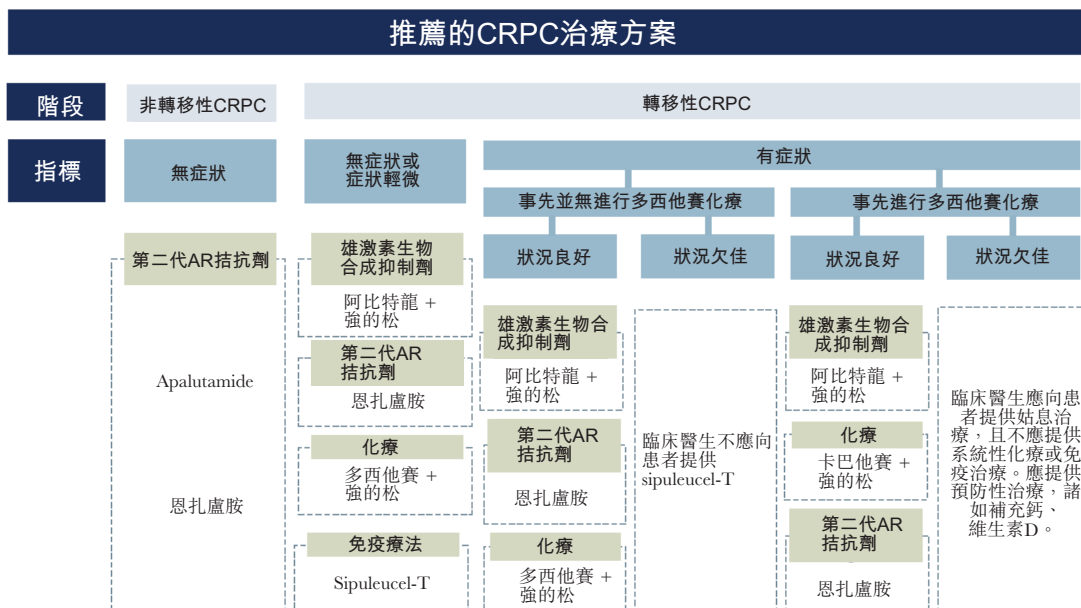 推薦的CRPC治療方案
階段
非轉移性CRPC
轉移性CRPC
指標
無症狀
無症狀或
症狀輕微
有症狀
事先並無進行多西他賽化療
事先進行多西他賽化療
狀況良好
狀況欠佳
狀況良好
狀況欠佳
第二代AR拮抗劑
Apalutamide
恩扎盧胺
雄激素生物
合成抑制劑
阿比特龍 +
強的松
第二代AR
拮抗劑
恩扎盧胺
化療
多西他賽 +
強的松
免疫療法
Sipuleucel-T
雄激素生物合
成抑制劑
阿比特龍 +
強的松
第二代AR
拮抗劑
恩扎盧胺
化療
多西他賽 +
強的松
臨床醫生不應向
患者提供
sipuleucel-T
雄激素生物合
成抑制劑
阿比特龍 +
強的松
化療
卡巴他賽 +
強的松
第二代AR
拮抗劑
恩扎盧胺
臨床醫生應向患
者提供姑息治
療，且不應提供
系統性化療或免
疫治療。應提供
預防性治療，諸
如補充鈣、
維生素D。